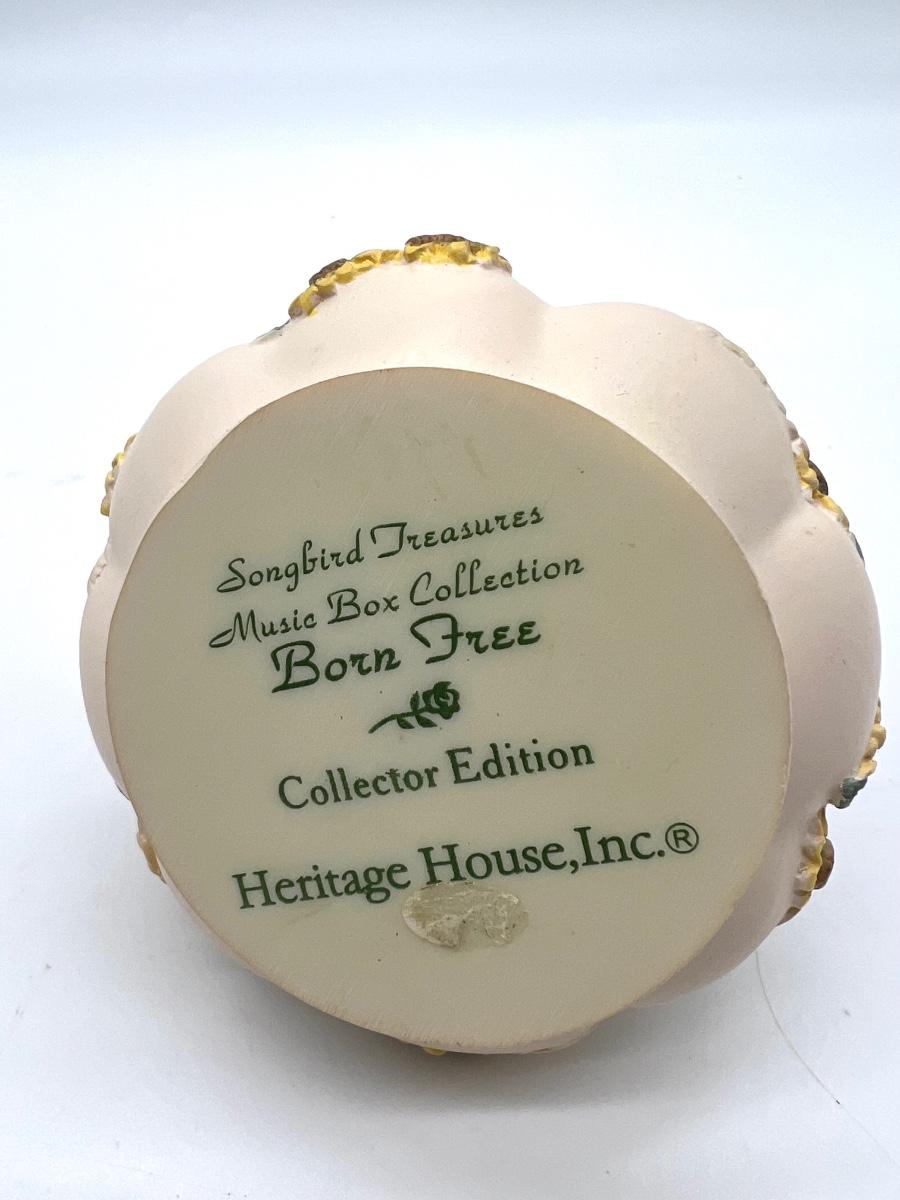 Songbird Treasures
Music Box Collection
Born Free
Collector Edition
Heritage House,Inc.®